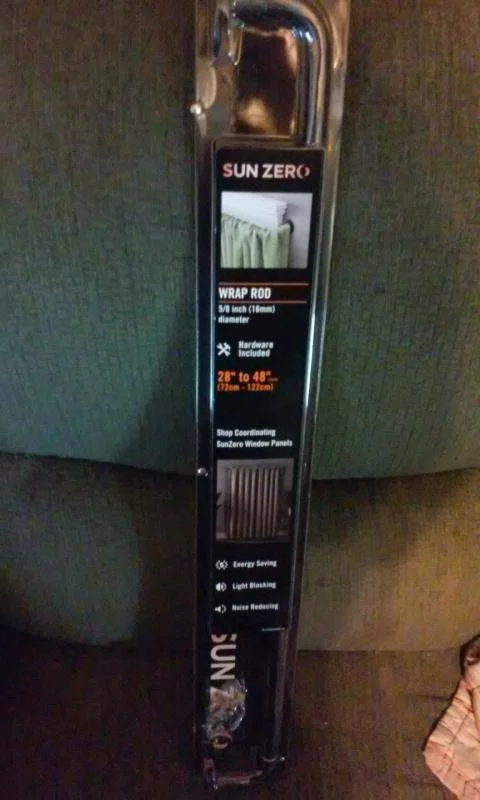 SUN ZERO
WRAP ROD
5/8 inch (16mm)
diameter
Hardware
Included
28" to 48"
(72cm - 122cm)
Shop Coordinating
SunZero Window Panels
Energy Saving
Light Blocking
Noise Reducing
SUN ZERO